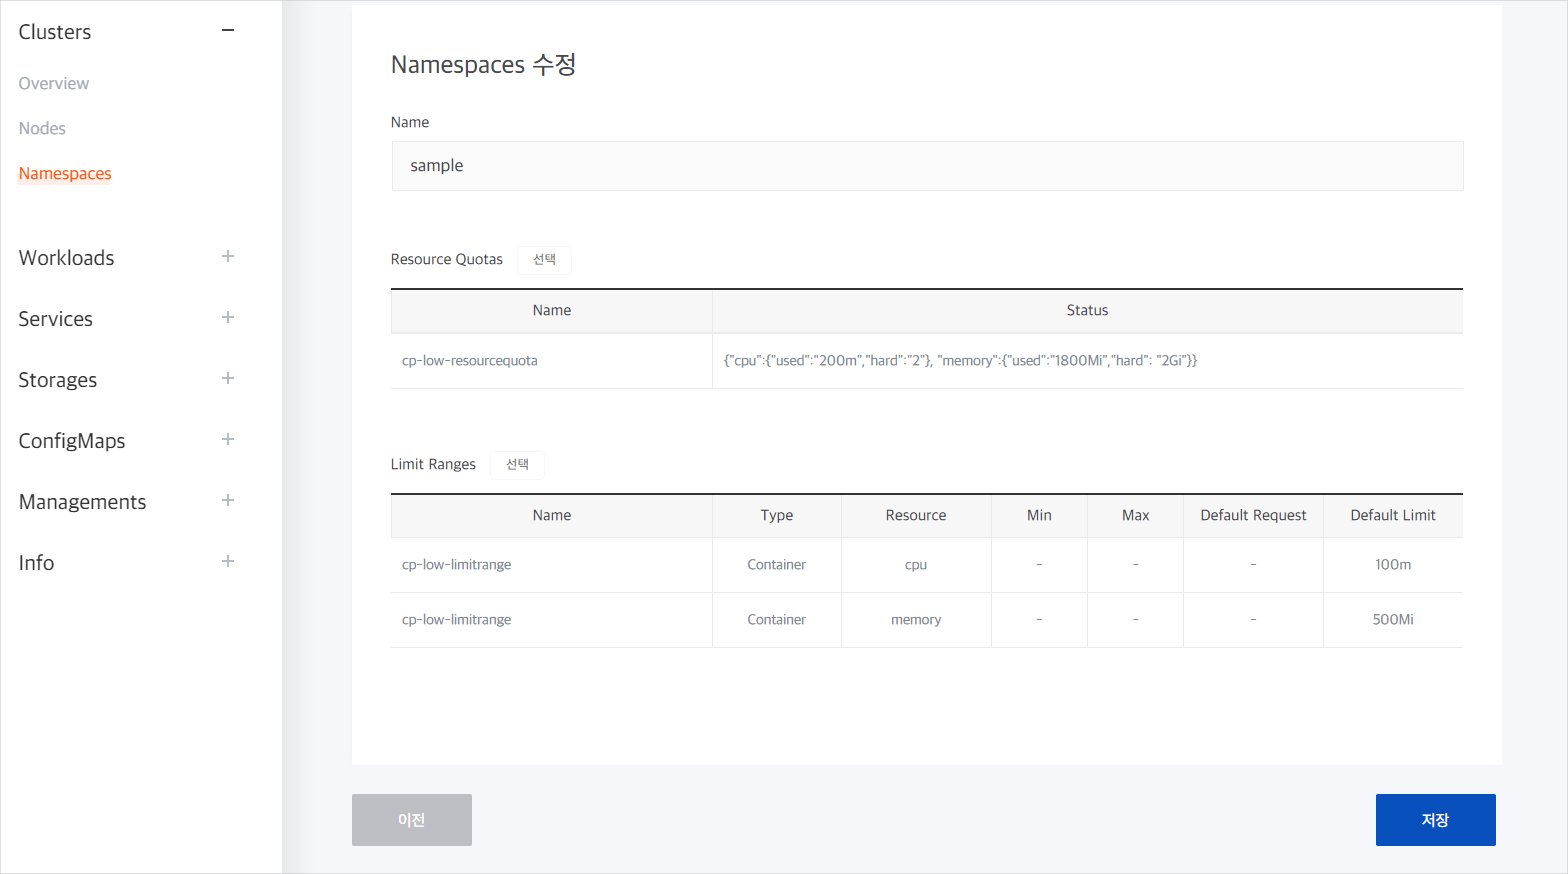 Clusters
Overview
Nodes
Namespaces
Workloads
Services
Storages
ConfigMaps
Managements
Info
Namespaces 수정
Name
sample
Resource Quotas 선택
Name Status
cp-low-resourcequota {"cpu":{"used":"200m","hard":"2"}, "memory":{"used":"1800Mi","hard": "2Gi"}}
Limit Ranges 선택
Name Type Resource Min Max Default Request Default Limit
cp-low-limitrange Container cpu - - - 100m
cp-low-limitrange Container memory - - - 500Mi
이전 저장